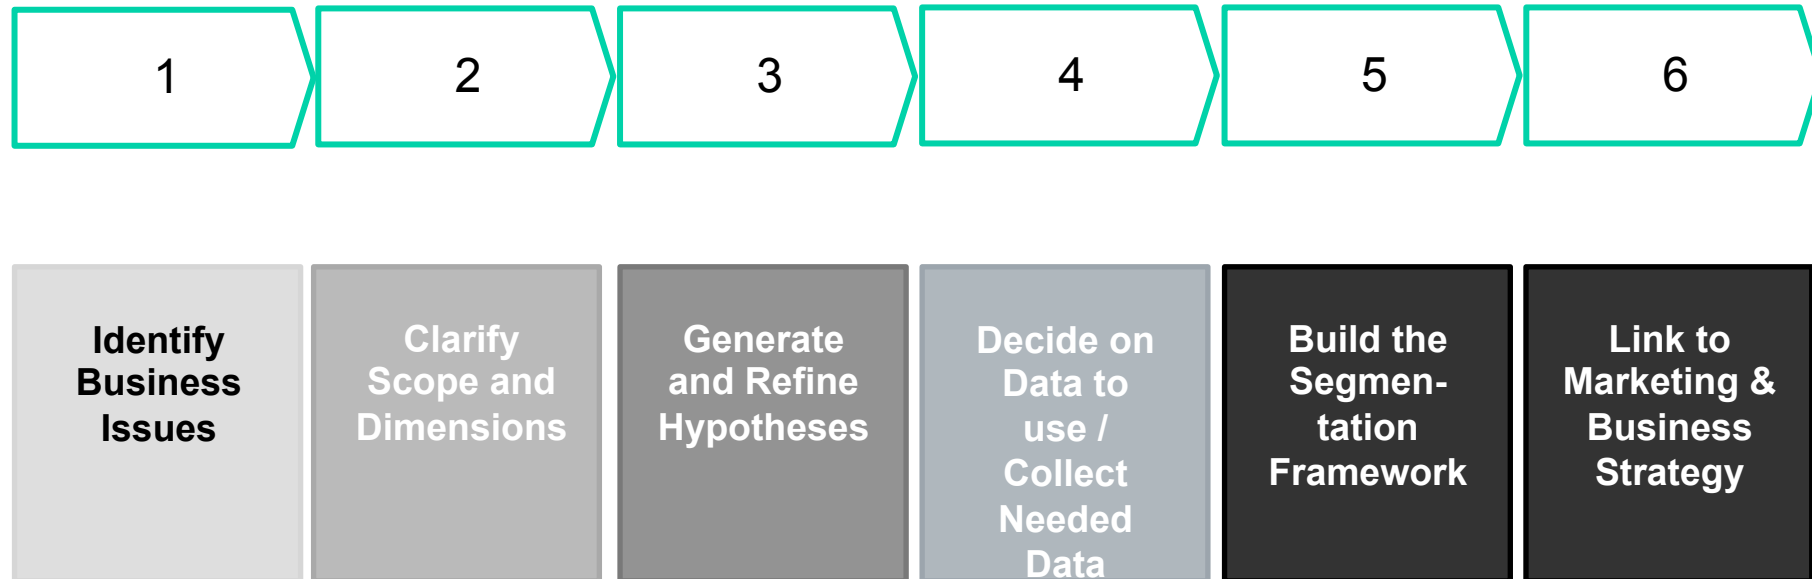 1
2
3
4
5
6
Identify
Business
Issues
Clarify
Scope and
Dimensions
Generate
and Refine
Hypotheses
Decide on
Data to
use /
Collect
Needed
Data
Build the
Segmen-
tation
Framework
Link to
Marketing &
Business
Strategy